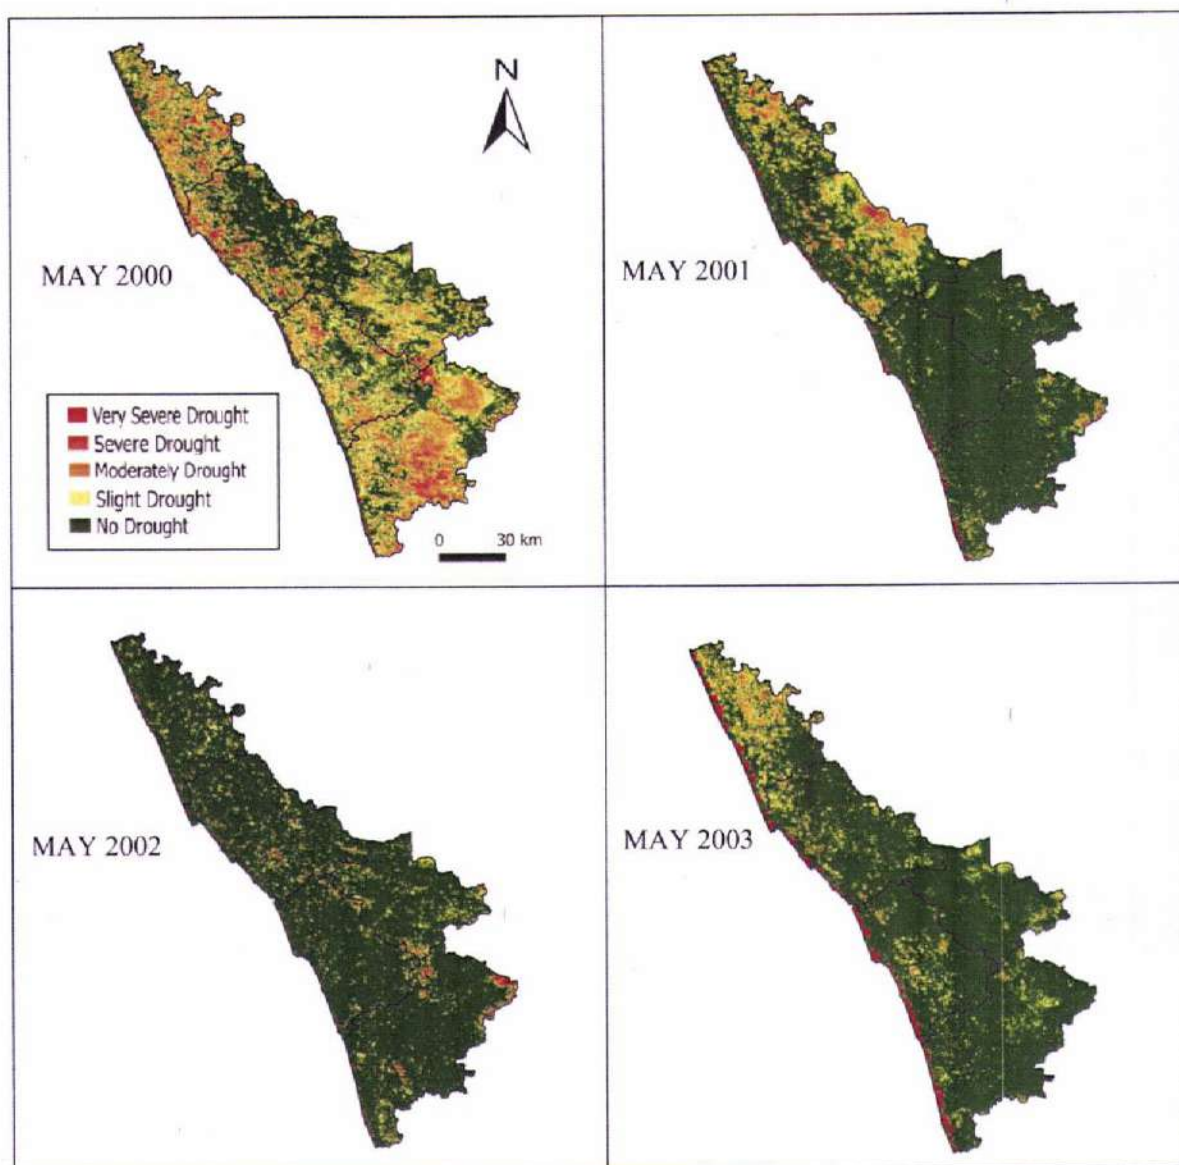 N
MAY 2000
Very Severe Drought
Severe Drought
Moderately Drought
Slight Drought
No Drought
0 30 km
MAY 2001
MAY 2002
MAY 2003